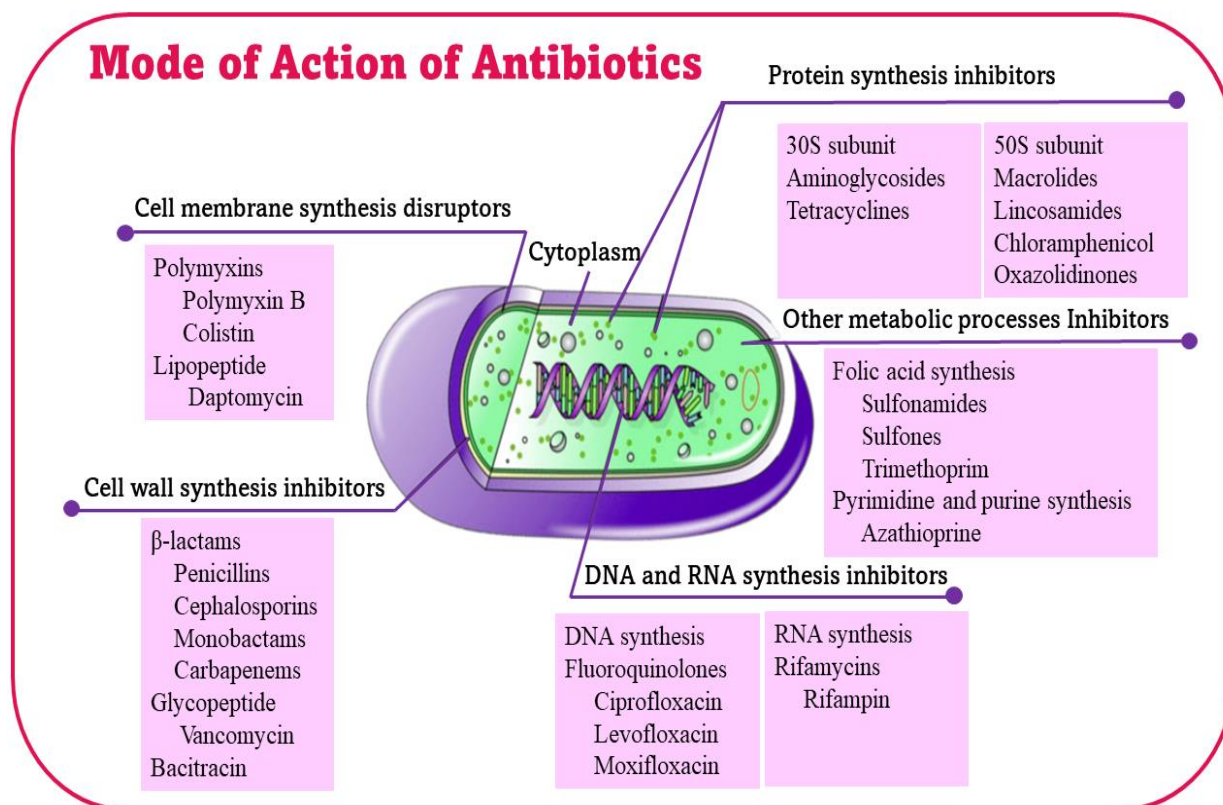 Mode of Action of Antibiotics
Protein synthesis inhibitors
30S subunit
Aminoglycosides
Tetracyclines
50S subunit
Macrolides
Lincosamides
Chloramphenicol
Oxazolidinones
Cell membrane synthesis disruptors
Polymyxins
Polymyxin B
Colistin
Lipopeptide
Daptomycin
Cytoplasm
Other metabolic processes Inhibitors
Folic acid synthesis
Sulfonamides
Sulfones
Trimethoprim
Pyrimidine and purine synthesis
Azathioprine
Cell wall synthesis inhibitors
β-lactams
Penicillins
Cephalosporins
Monobactams
Carbapenems
Glycopeptide
Vancomycin
Bacitracin
DNA and RNA synthesis inhibitors
DNA synthesis
Fluoroquinolones
Ciprofloxacin
Levofloxacin
Moxifloxacin
RNA synthesis
Rifamycins
Rifampin